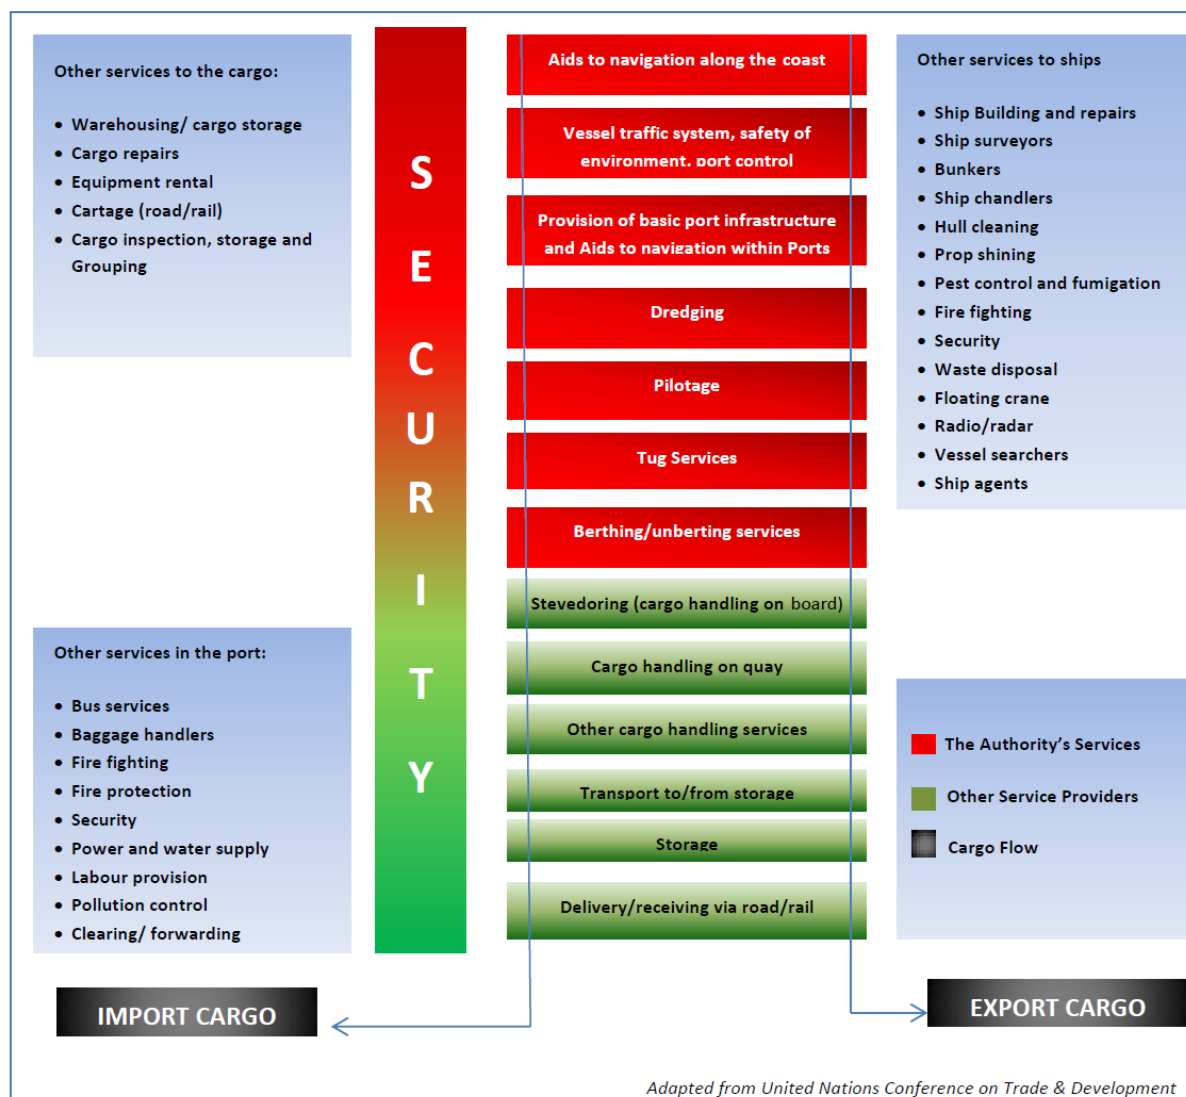 Other services to the cargo:
• Warehousing/ cargo storage
• Cargo repairs
• Equipment rental
• Cartage (road/rail)
• Cargo inspection, storage and
Grouping
Other services in the port:
• Bus services
• Baggage handlers
• Fire fighting
• Fire protection
• Security
• Power and water supply
• Labour provision
• Pollution control
• Clearing/ forwarding
S
E
C
U
R
I
T
Y
Aids to navigation along the coast
Vessel traffic system, safety of
environment, port control
Provision of basic port infrastructure
and Aids to navigation within Ports
Dredging
Pilotage
Tug Services
Berthing/unberting services
Stevedoring (cargo handling on board)
Cargo handling on quay
Other cargo handling services
Transport to/from storage
Storage
Delivery/receiving via road/rail
Other services to ships
• Ship Building and repairs
• Ship surveyors
• Bunkers
• Ship chandlers
• Hull cleaning
• Prop shining
• Pest control and fumigation
• Fire fighting
• Security
• Waste disposal
• Floating crane
• Radio/radar
• Vessel searchers
• Ship agents
The Authority's Services
Other Service Providers
Cargo Flow
IMPORT CARGO
EXPORT CARGO
Adapted from United Nations Conference on Trade & Development